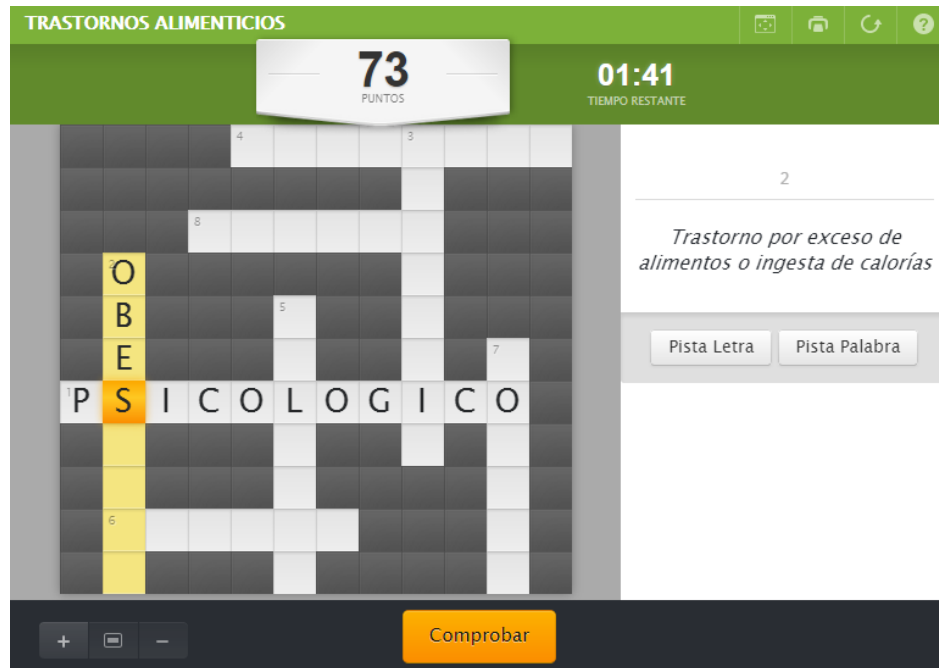 TRASTORNOS ALIMENTICIOS
?
73
PUNTOS
01:41
TIEMPO RESTANTE
4 3
8
2 O
B 5
E 7
1 P S I C O L O G I C O
6
2
Trastorno por exceso de
alimentos o ingesta de calorías
Pista Letra Pista Palabra
+ −
Comprobar